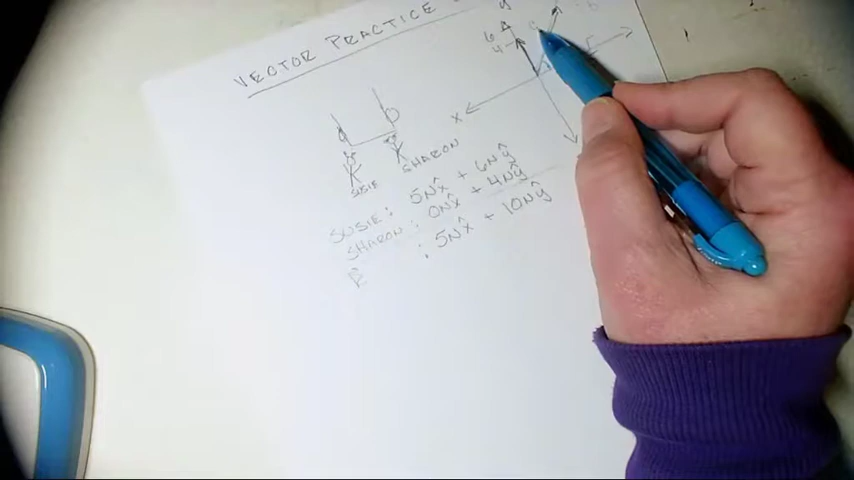 VECTOR PRACTICE
y
6
4
x
SUSIE
SHARON
SUSIE: 5Nx̂ + 6Nŷ
SHARON: 0Nx̂ + 4Nŷ
R : 5Nx̂ + 10Nŷ